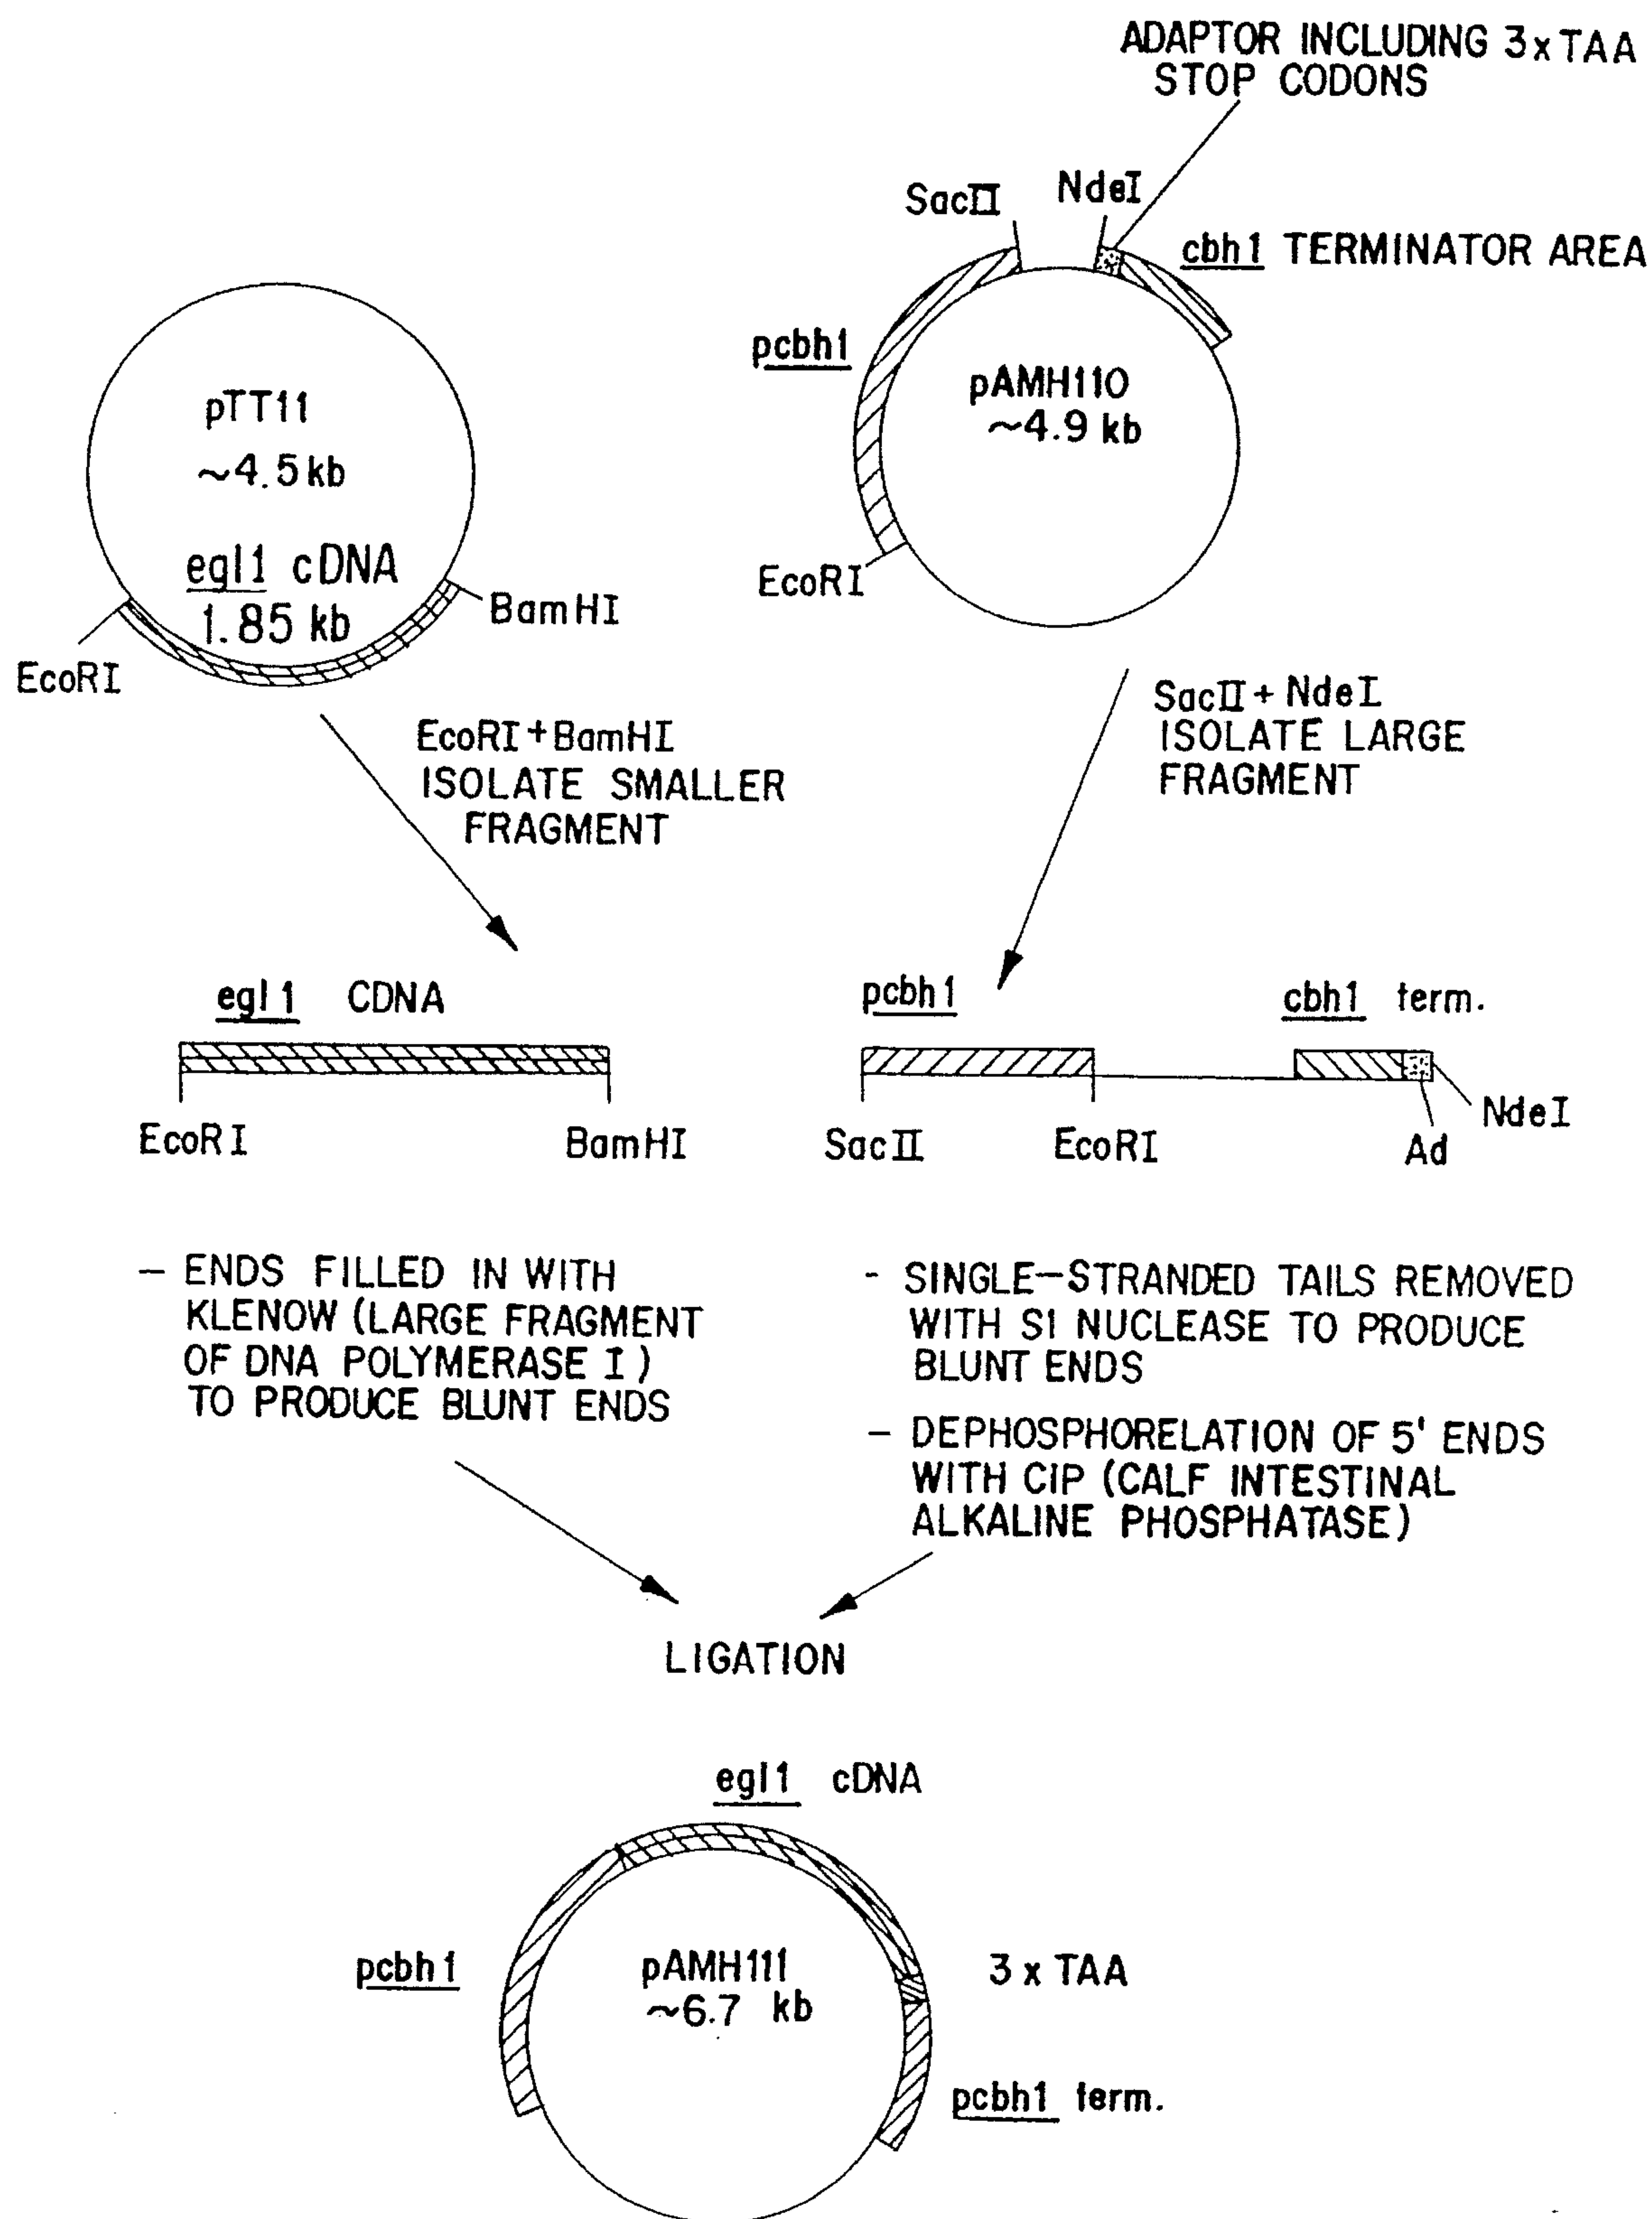 ADAPTOR INCLUDING 3xTAA
STOP CODONS
SacII
NdeI
cbh1 TERMINATOR AREA
pcbh1
pAMH110
~4.9 kb
EcoRI
pTT11
~4.5 kb
egl1 cDNA
1.85 kb
BamHI
EcoRI
EcoRI+BamHI
ISOLATE SMALLER
FRAGMENT
SacII+NdeI
ISOLATE LARGE
FRAGMENT
egl1 CDNA
EcoRI
BamHI
pcbh1
cbh1 term.
SacII
EcoRI
Ad
NdeI
– ENDS FILLED IN WITH
KLENOW (LARGE FRAGMENT
OF DNA POLYMERASE I)
TO PRODUCE BLUNT ENDS
- SINGLE–STRANDED TAILS REMOVED
WITH S1 NUCLEASE TO PRODUCE
BLUNT ENDS
– DEPHOSPHORELATION OF 5' ENDS
WITH CIP (CALF INTESTINAL
ALKALINE PHOSPHATASE)
LIGATION
egl1 cDNA
pcbh1
pAMH111
~6.7 kb
3 x TAA
pcbh1 term.